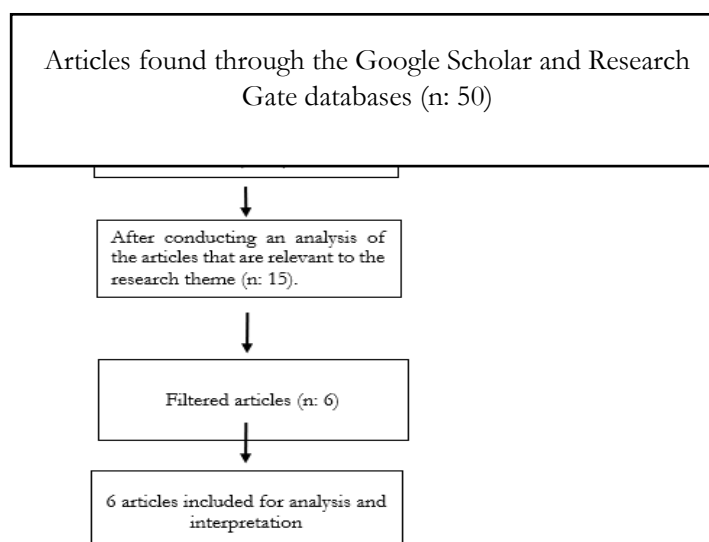 Articles found through the Google Scholar and Research
Gate databases (n: 50)
After conducting an analysis of
the articles that are relevant to the
research theme (n: 15).
Filtered articles (n: 6)
6 articles included for analysis and
interpretation